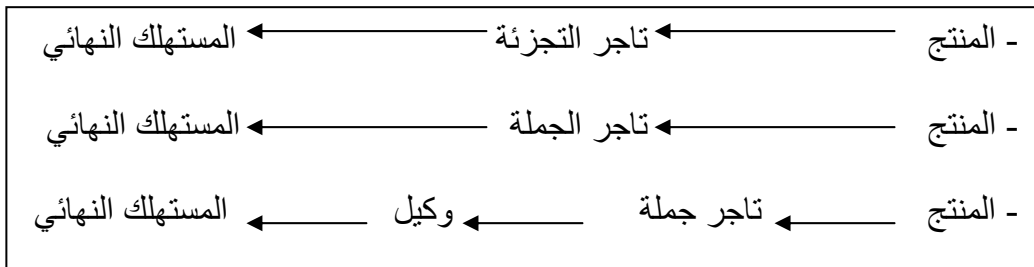 - المنتج تاجر التجزئة المستهلك النهائي
- المنتج تاجر الجملة المستهلك النهائي
- المنتج تاجر جملة وكيل المستهلك النهائي